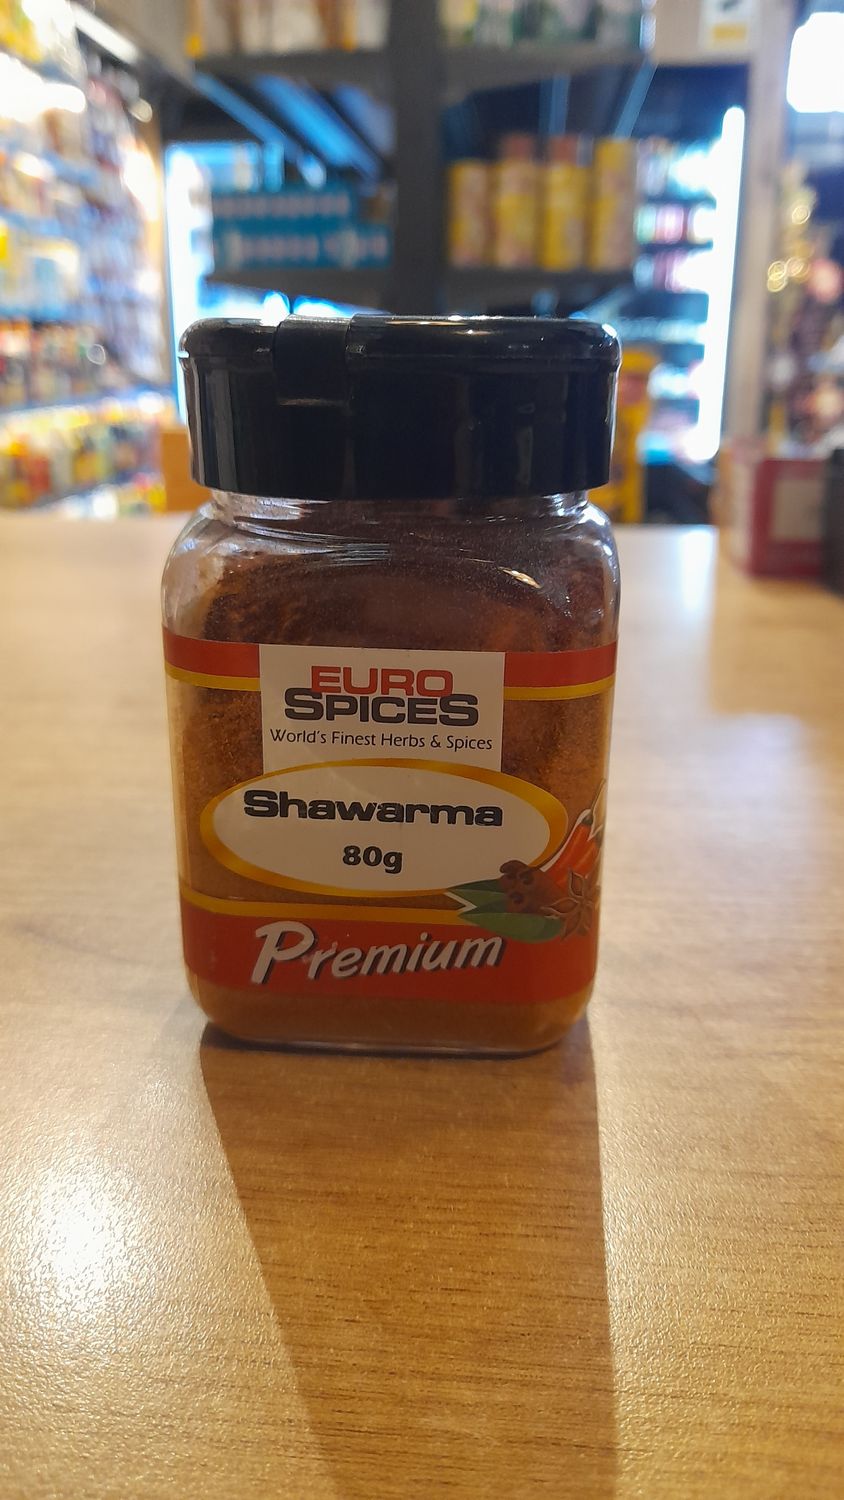 EURO
SPICES
World's Finest Herbs & Spices
Shawarma
80g
Premium